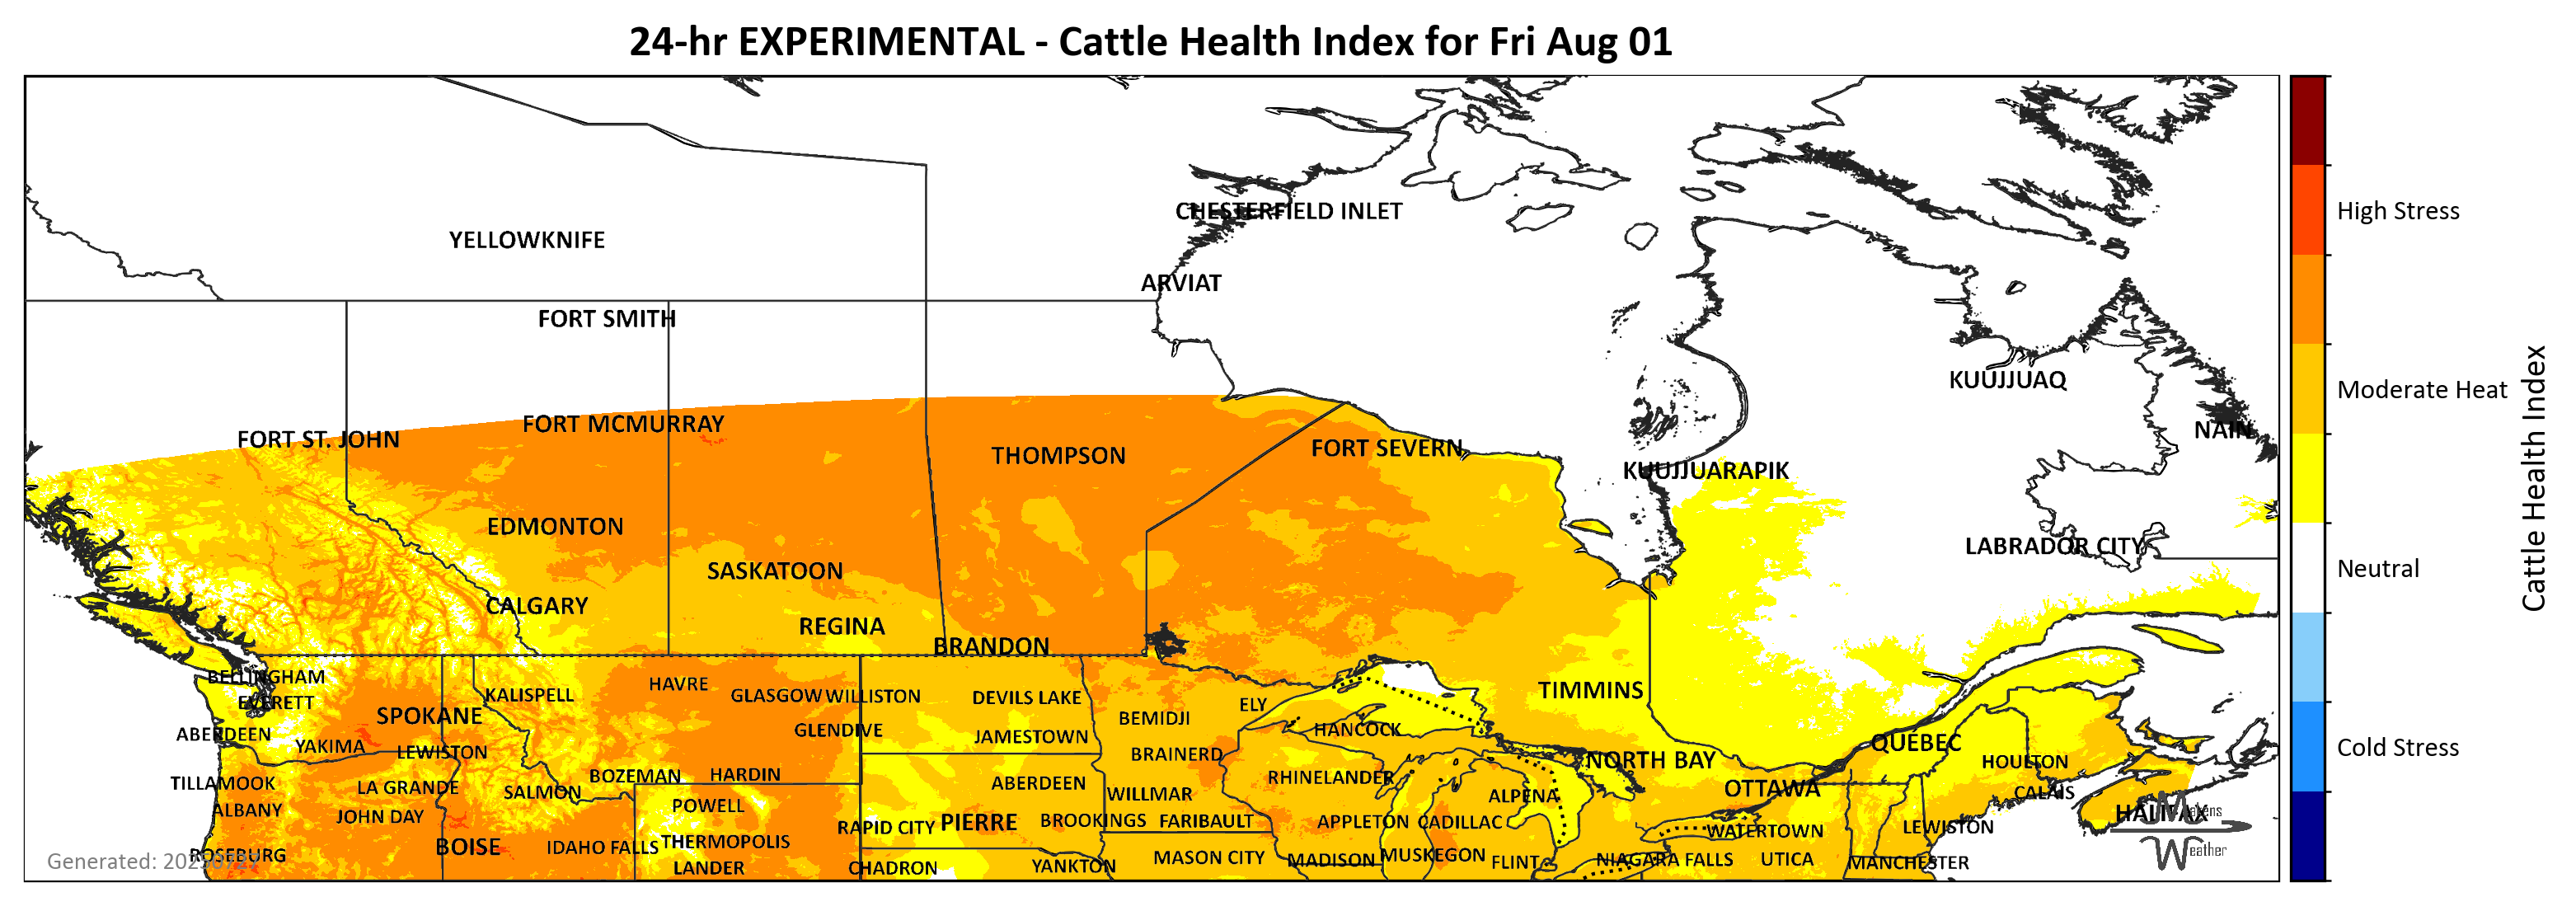 24-hr EXPERIMENTAL - Cattle Health Index for Fri Aug 01
CHESTERFIELD INLET
YELLOWKNIFE
High Stress
ARVIAT
FORT SMITH
KUUJJUAQ
Moderate Heat
FORT MCMURRAY
NAIN
FORT ST. JOHN
FORT SEVERN
THOMPSON
KUUJJUARAPIK
Cattle Health Index
EDMONTON
LABRADOR CITY
SASKATOON
Neutral
CALGARY
REGINA
BRANDON
BELLINGHAM
HAVRE
KALISPELL
GLASGOW
WILLISTON
DEVILS LAKE
TIMMINS
EVERETT
ELY
SPOKANE
BEMIDJI
GLENDIVE
HANCOCK
ABERDEEN
JAMESTOWN
QUEBEC
YAKIMA
LEWISTON
BRAINERD
Cold Stress
NORTH BAY
HOULTON
BOZEMAN
HARDIN
RHINELANDER
TILLAMOOK
LA GRANDE
ABERDEEN
OTTAWA
SALMON
WILLMAR
ALPENA
CALAIS
ALBANY
POWELL
JOHN DAY
HALIFAX
Makens
RAPID CITY
PIERRE
BROOKINGS
FARIBAULT
APPLETON
CADILLAC
WATERTOWN
LEWISTON
BOISE
IDAHO FALLS
THERMOPOLIS
Weather
ROSEBURG
MASON CITY
MADISON
MUSKEGON
FLINT
NIAGARA FALLS
UTICA
MANCHESTER
LANDER
CHADRON
YANKTON
Generated: 20250727